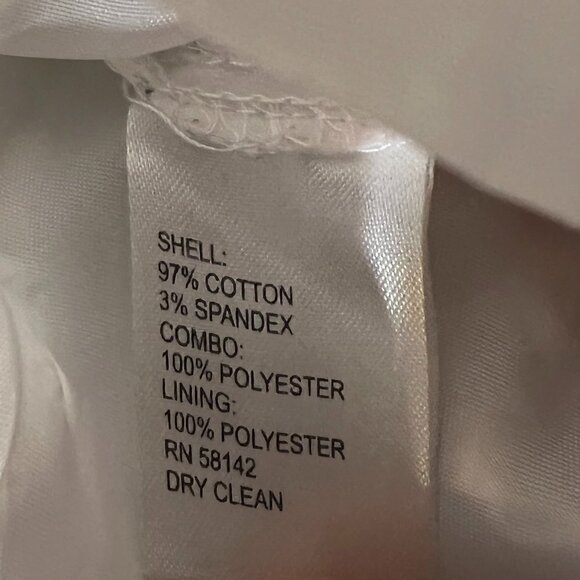 SHELL:
97% COTTON
3% SPANDEX
COMBO:
100% POLYESTER
LINING:
100% POLYESTER
RN 58142
DRY CLEAN